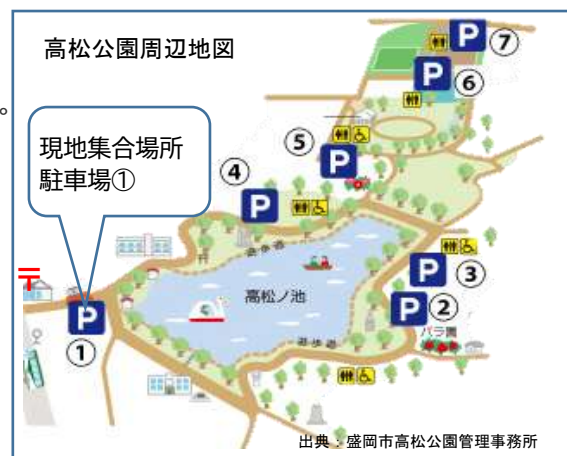 高松公園周辺地図
。
現地集合場所
駐車場①
P ⑦
P ⑥
⑤ P
④ P
P ③
P ②
バラ園
高松ノ池
遊歩道
遊歩道
〒
P
①
出典:盛岡市高松公園管理事務所